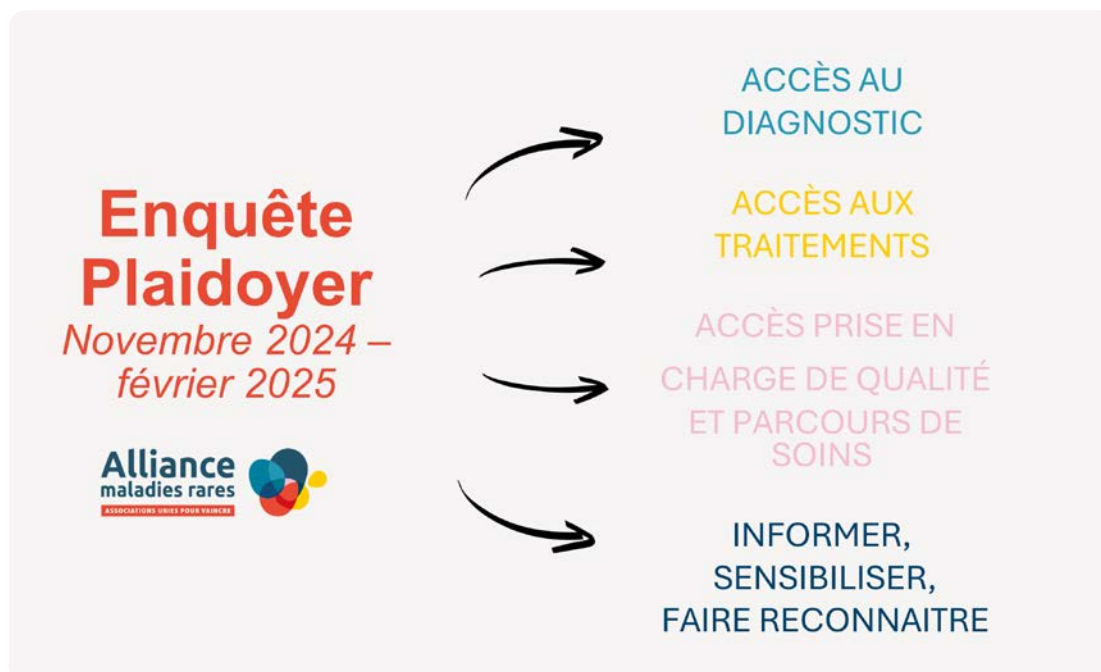 Enquête
Plaidoyer
Novembre 2024 –
février 2025
Alliance
maladies rares
ASSOCIATIONS UNIES POUR VAINCRE
ACCÈS AU
DIAGNOSTIC
ACCÈS AUX
TRAITEMENTS
ACCÈS PRISE EN
CHARGE DE QUALITÉ
ET PARCOURS DE
SOINS
INFORMER,
SENSIBILISER,
FAIRE RECONNAITRE